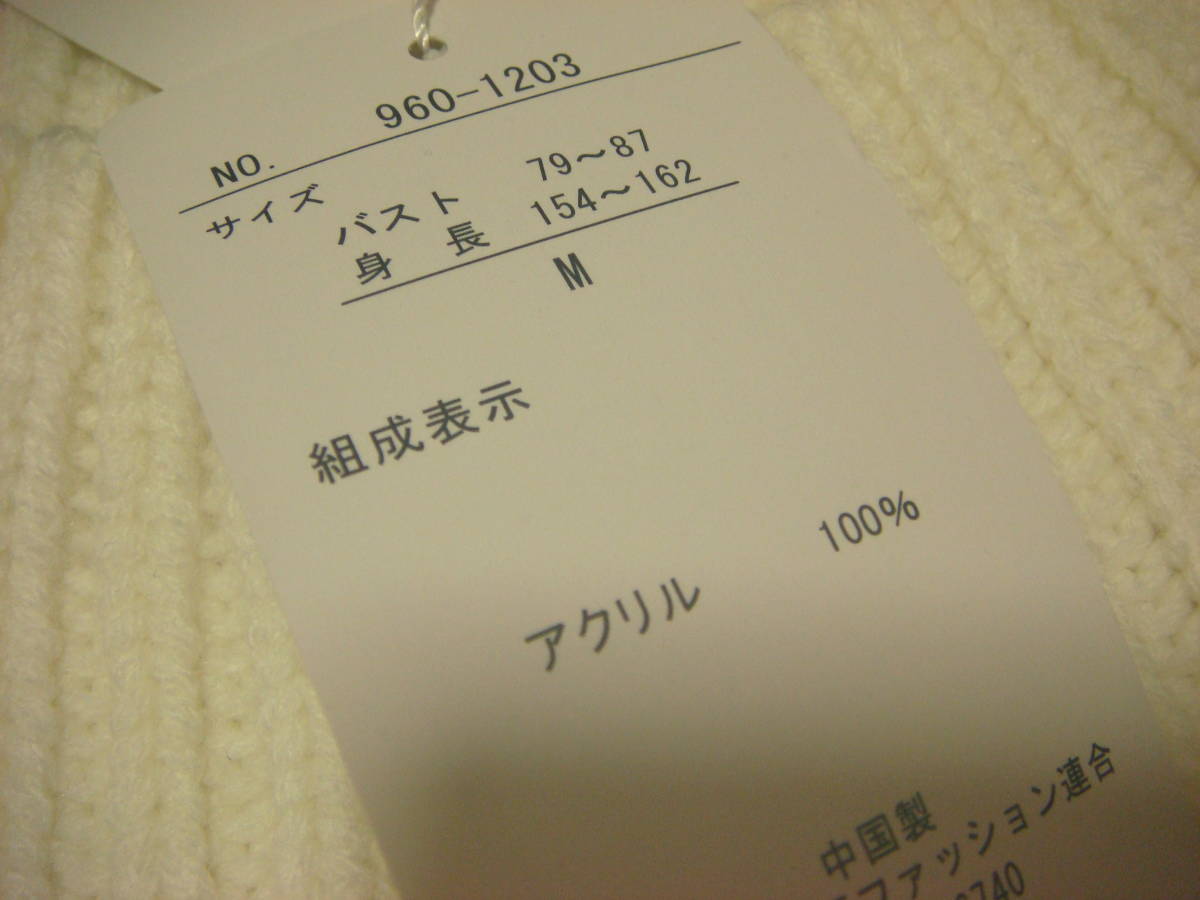 NO. 960-1203
サイズ
バスト 79～87
身長 154～162
M
組成表示
アクリル 100%
中国製
ファッション連合
740